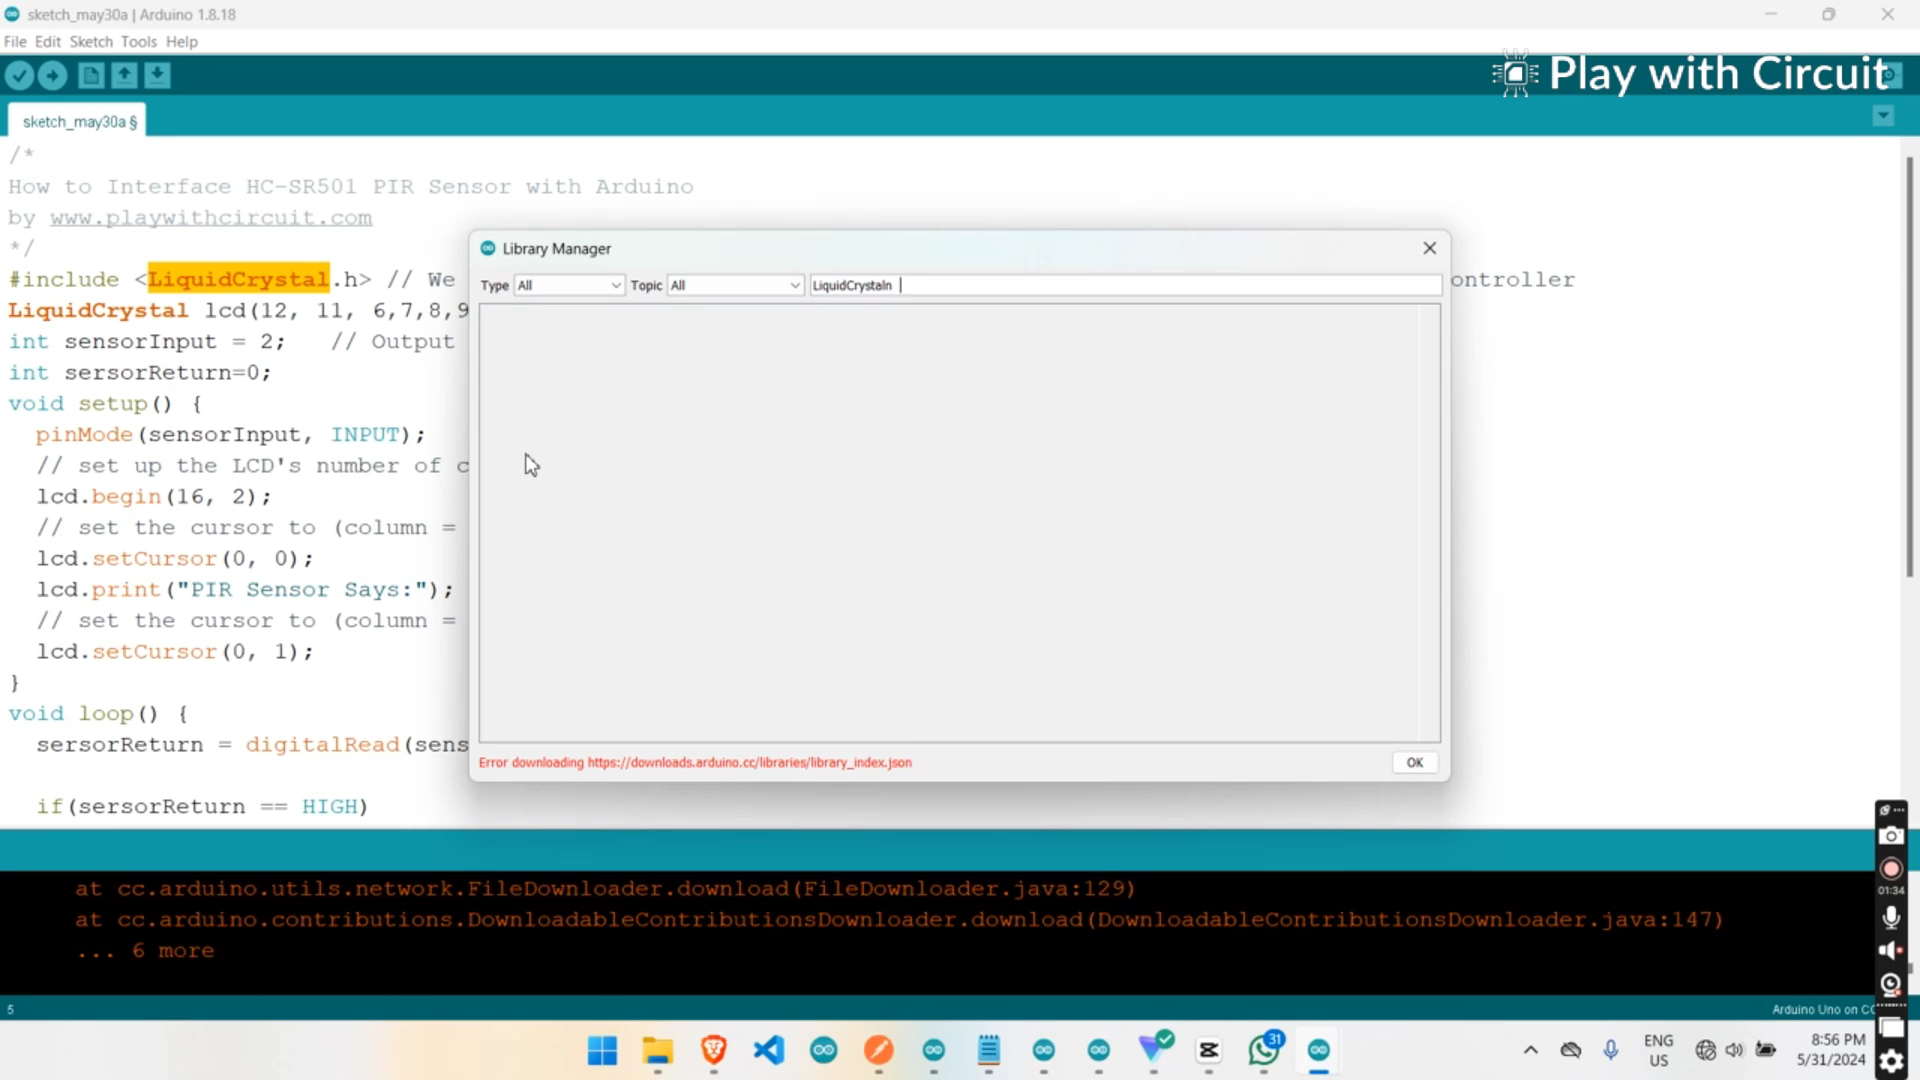 sketch_may30a | Arduino 1.8.18
File Edit Sketch Tools Help
Play with Circuit
sketch_may30a §
/*
How to Interface HC-SR501 PIR Sensor with Arduino
by www.playwithcircuit.com
*/
#include <LiquidCrystal.h> // We
ontroller
LiquidCrystal lcd(12, 11, 6,7,8,9
int sensorInput = 2; // Output
int sersorReturn=0;
void setup() {
pinMode(sensorInput, INPUT);
// set up the LCD's number of c
lcd.begin(16, 2);
// set the cursor to (column =
lcd.setCursor(0, 0);
lcd.print("PIR Sensor Says:");
// set the cursor to (column =
lcd.setCursor(0, 1);
}
void loop() {
sersorReturn = digitalRead(sens
if(sersorReturn == HIGH)
Library Manager
Type All Topic All LiquidCrystaln
Error downloading https://downloads.arduino.cc/libraries/library_index.json
OK
at cc.arduino.utils.network.FileDownloader.download(FileDownloader.java:129)
at cc.arduino.contributions.DownloadableContributionsDownloader.download(DownloadableContributionsDownloader.java:147)
... 6 more
01:34
5
Arduino Uno on CO
31
ENG
US
8:56 PM
5/31/2024